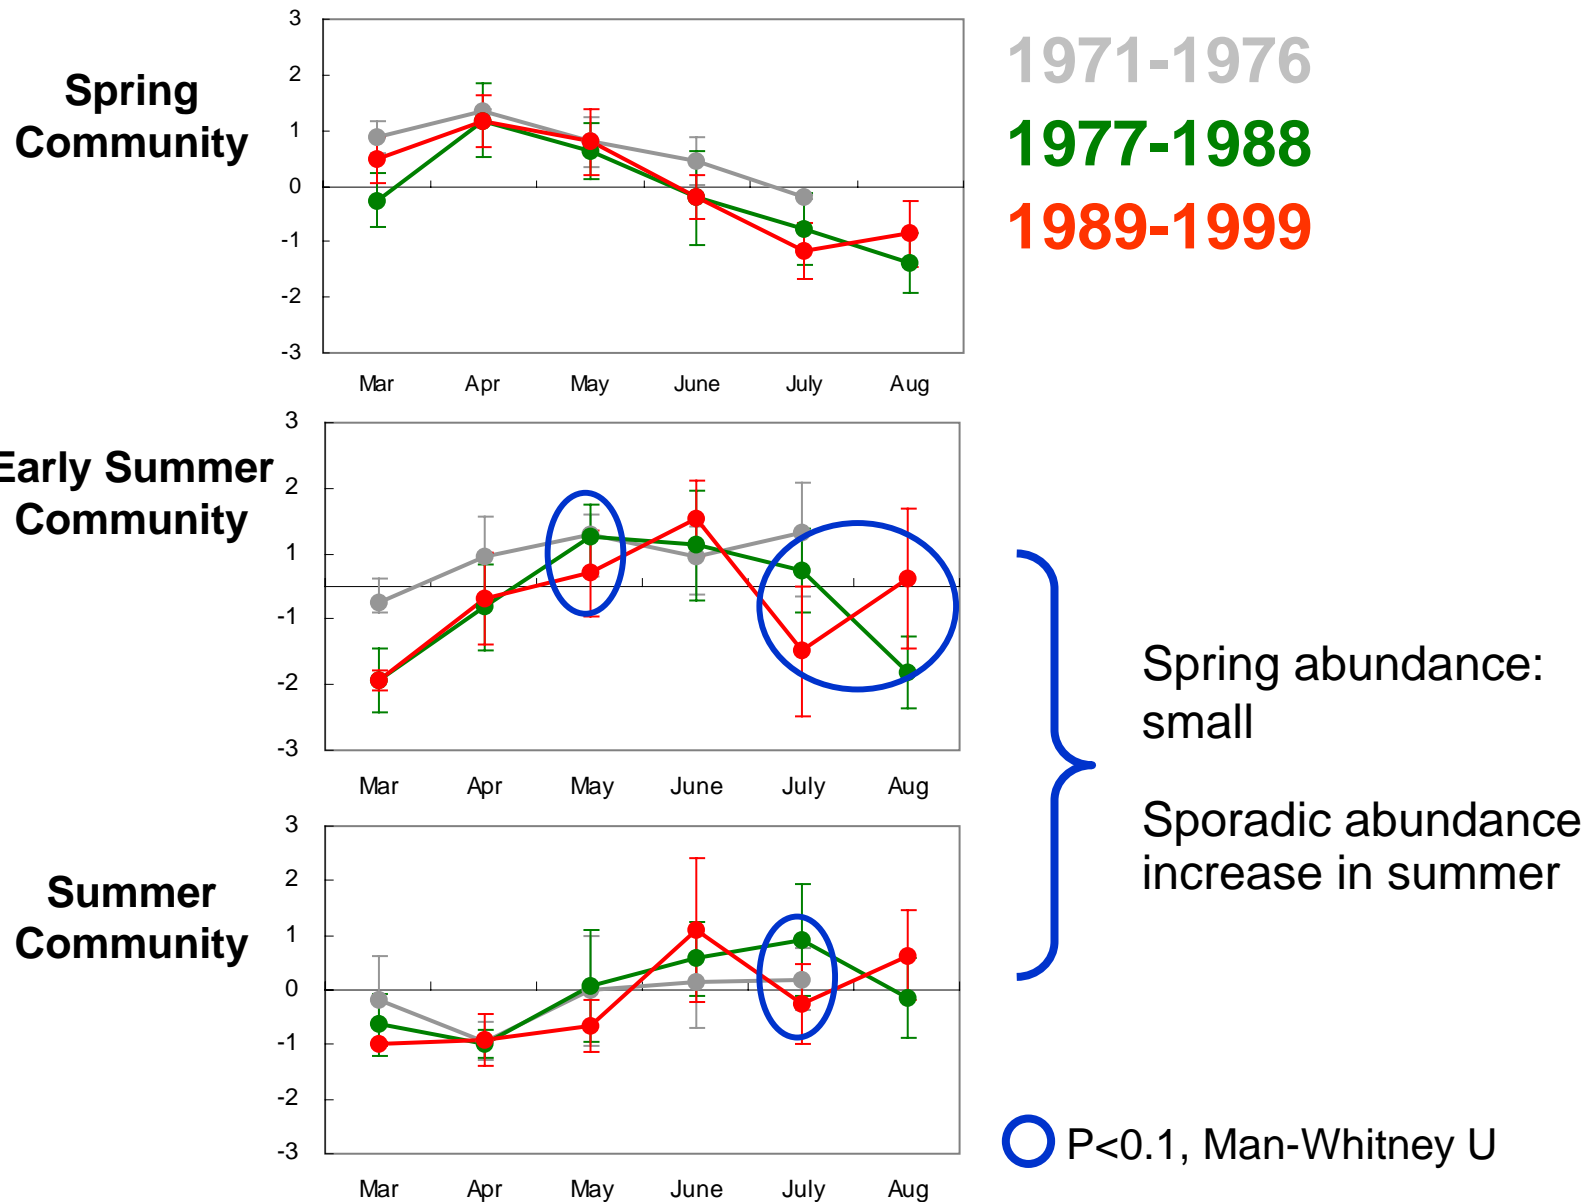 Spring
Community
3
2
1
0
-1
-2
-3
Mar Apr May June July Aug
1971-1976
1977-1988
1989-1999
Early Summer
Community
3
2
1
-1
-2
-3
Mar Apr May June July Aug
Summer
Community
3
2
1
0
-1
-2
-3
Mar Apr May June July Aug
Spring abundance:
small
Sporadic abundance
increase in summer
P<0.1, Man-Whitney U